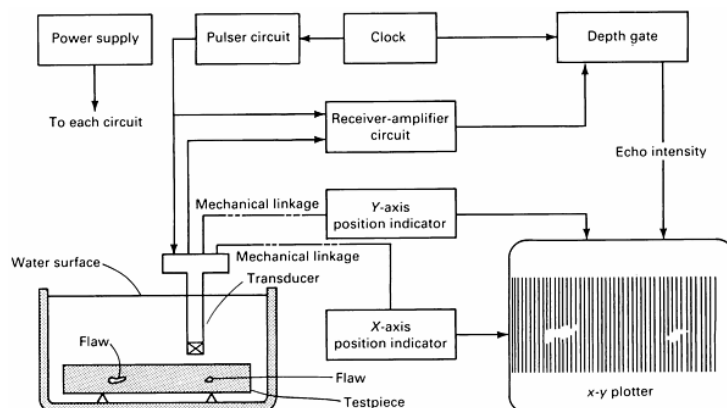 Power supply
Pulser circuit
Clock
Depth gate
To each circuit
Receiver-amplifier
circuit
Echo intensity
Mechanical linkage
Y-axis
position indicator
Mechanical linkage
Water surface
Transducer
X-axis
position indicator
Flaw
Flaw
Testpiece
x-y plotter